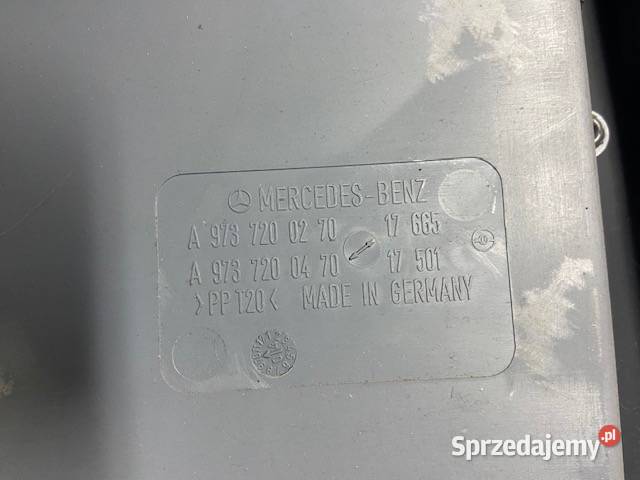 MERCEDES-BENZ
A 973 720 02 70 17 665
A 973 720 04 70 17 501
>PP T20< MADE IN GERMANY
Sprzedajemy.pl